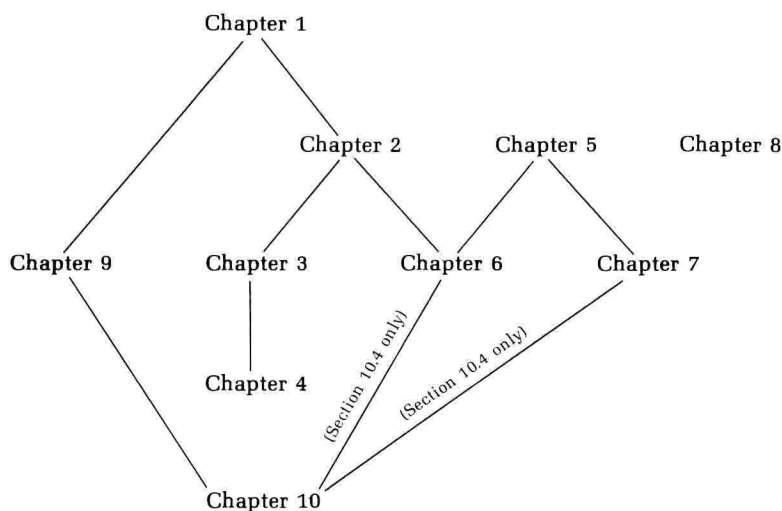 Chapter 1
Chapter 2
Chapter 5
Chapter 8
Chapter 9
Chapter 3
Chapter 6
Chapter 7
(Section 10.4 only)
(Section 10.4 only)
Chapter 4
Chapter 10